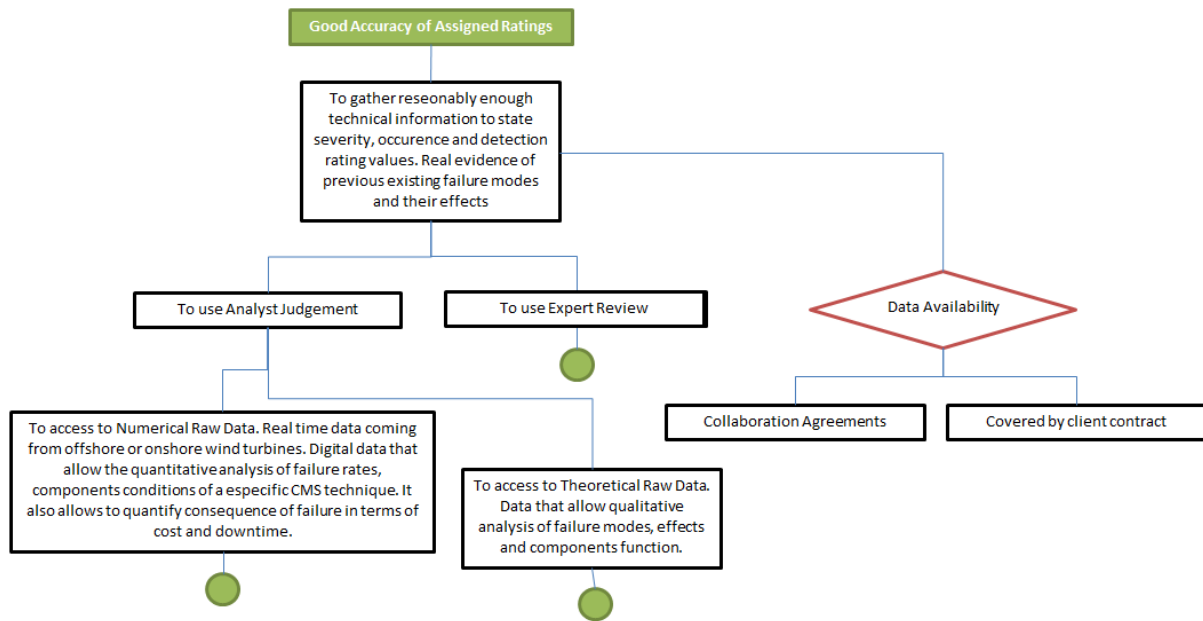 Good Accuracy of Assigned Ratings
To gather reseonably enough
technical information to state
severity, occurence and detection
rating values. Real evidence of
previous existing failure modes
and their effects
To use Analyst Judgement
To use Expert Review
Data Availability
Collaboration Agreements
Covered by client contract
To access to Numerical Raw Data. Real time data coming
from offshore or onshore wind turbines. Digital data that
allow the quantitative analysis of failure rates,
components conditions of a especific CMS technique. It
also allows to quantify consequence of failure in terms of
cost and downtime.
To access to Theoretical Raw Data.
Data that allow qualitative
analysis of failure modes, effects
and components function.